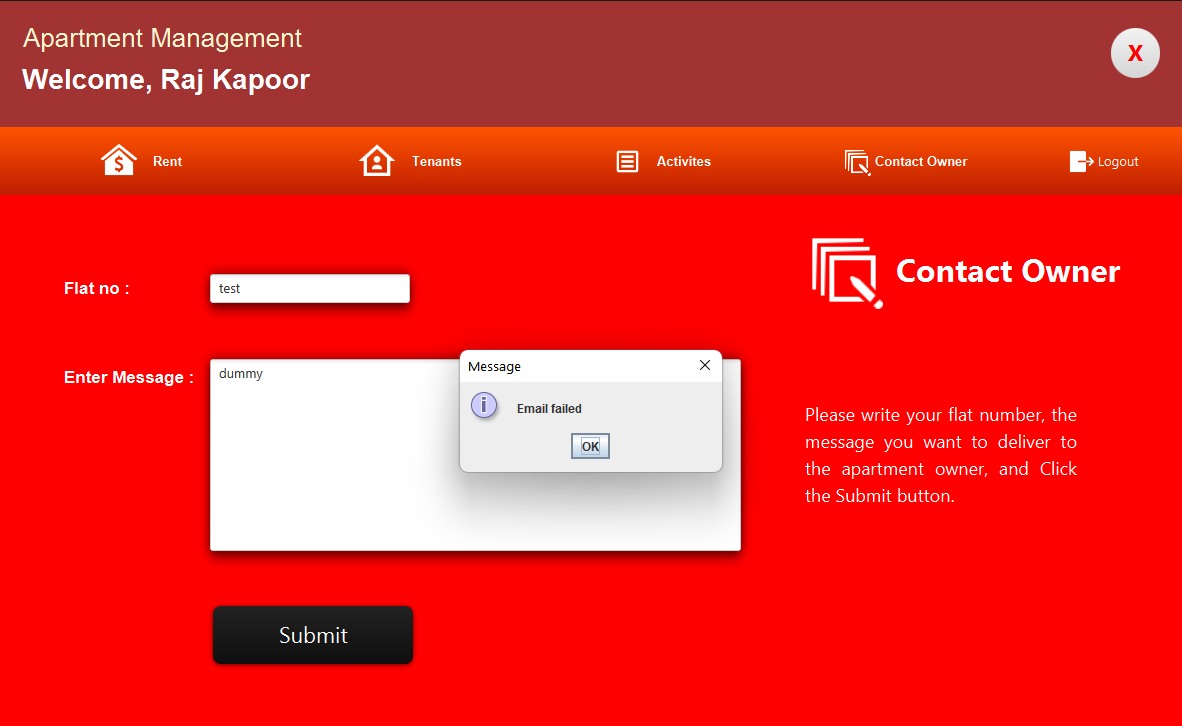 Apartment Management
Welcome, Raj Kapoor
X
Rent
Tenants
Activites
Contact Owner
Logout
Contact Owner
Flat no :
test
Enter Message :
dummy
Message
Email failed
OK
Please write your flat number, the
message you want to deliver to
the apartment owner, and Click
the Submit button.
Submit